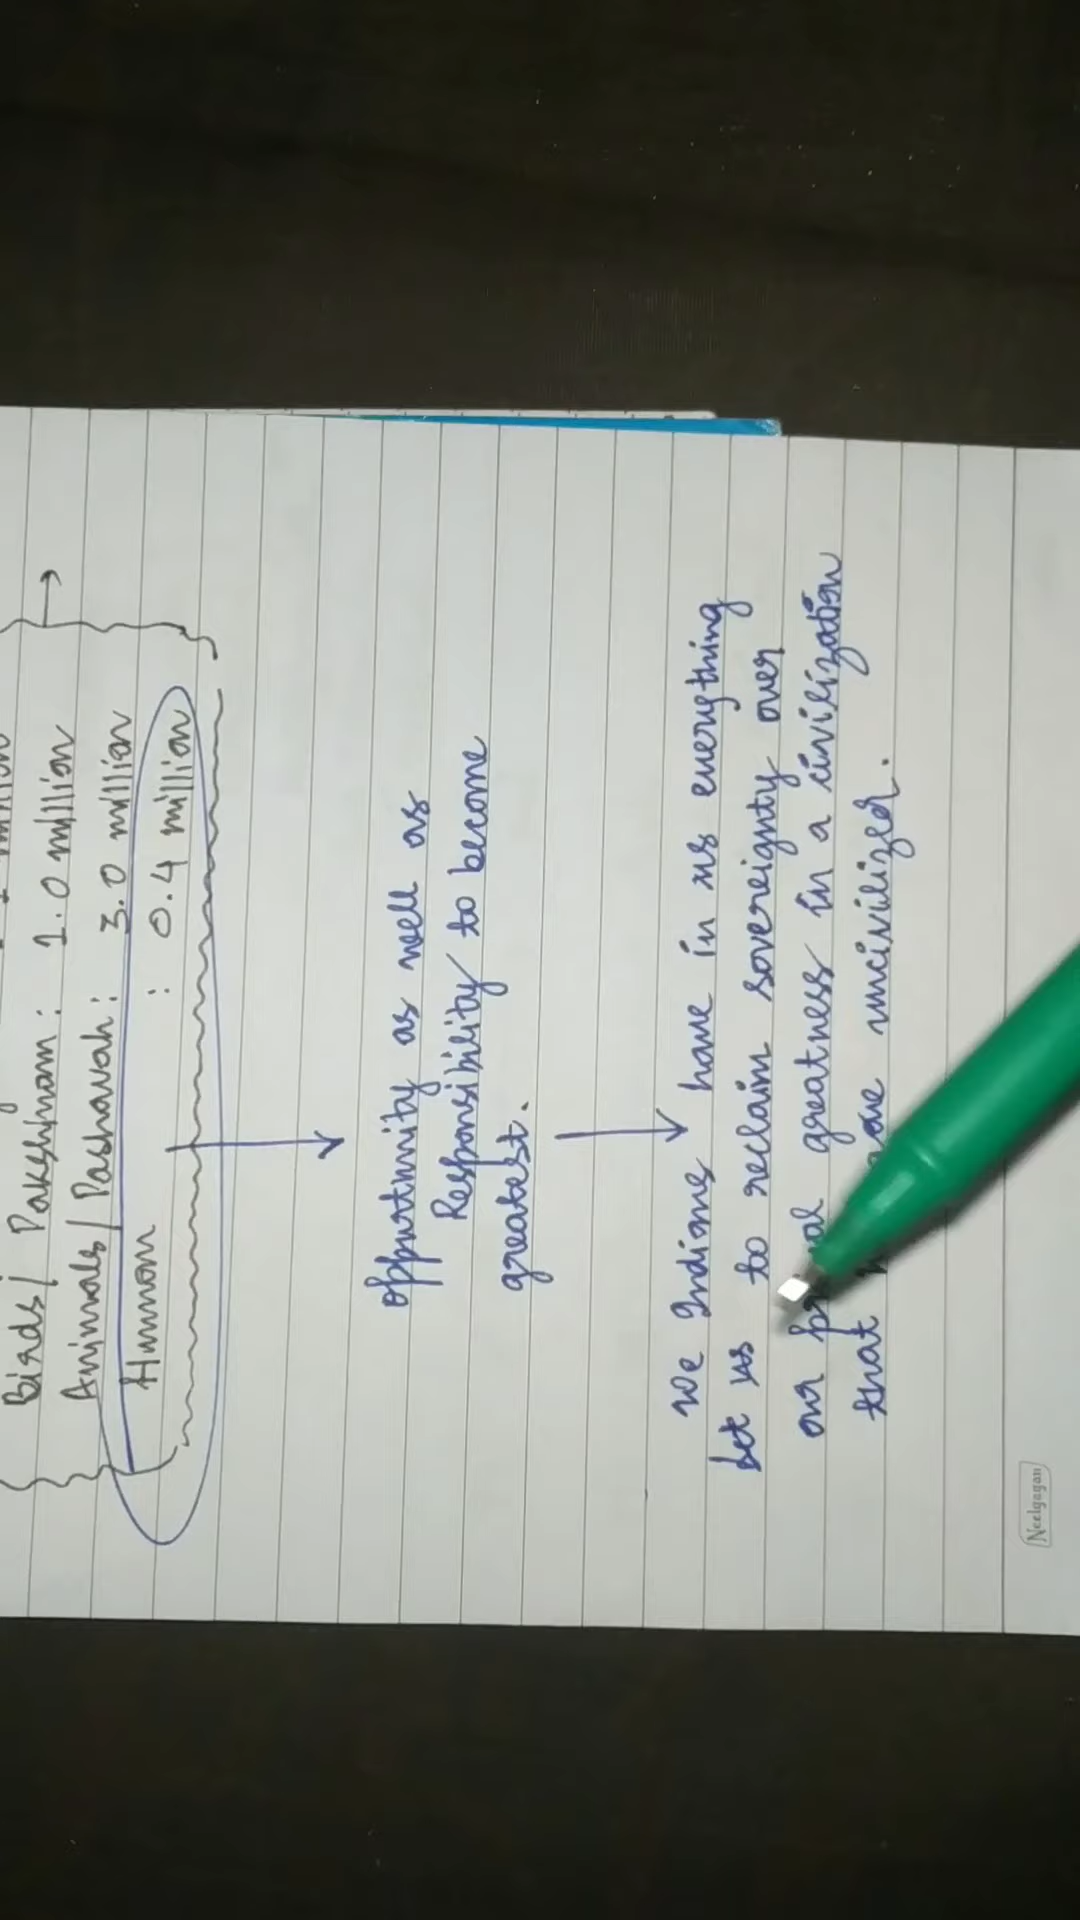 Birds / Pakshinam : 1.0 million
Animals / Pashavah : 3.0 million
Human : 0.4 million
oppurtunity as well as
Responsibility to become
greatest.
We Indians have in us everything
Let us to reclaim sovereignty over
our greatness in a civilization
that are uncivilized.
Neelgagan